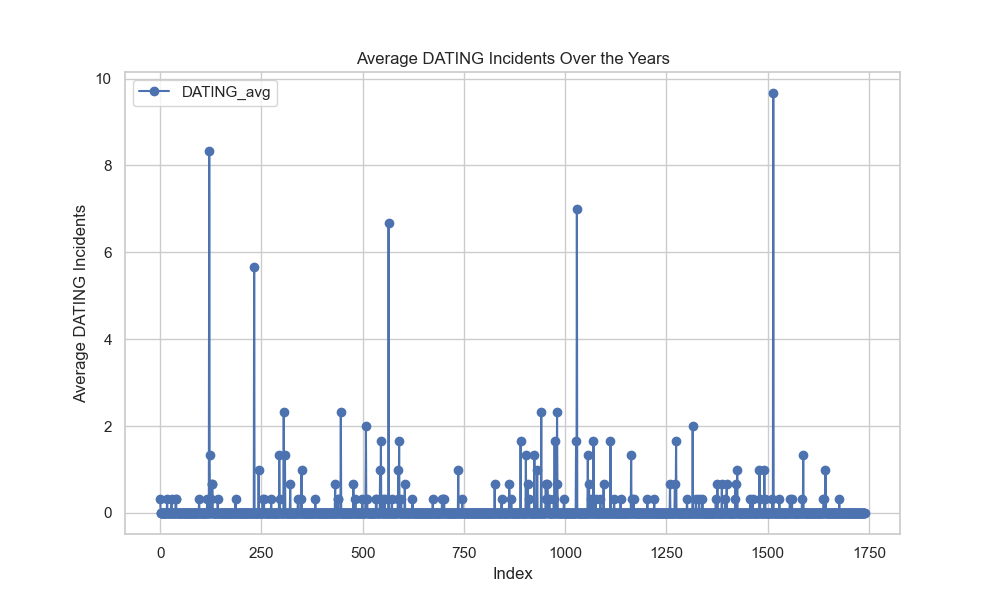 Average DATING Incidents Over the Years
DATING_avg
Average DATING Incidents
10
8
6
4
2
0
0 250 500 750 1000 1250 1500 1750
Index